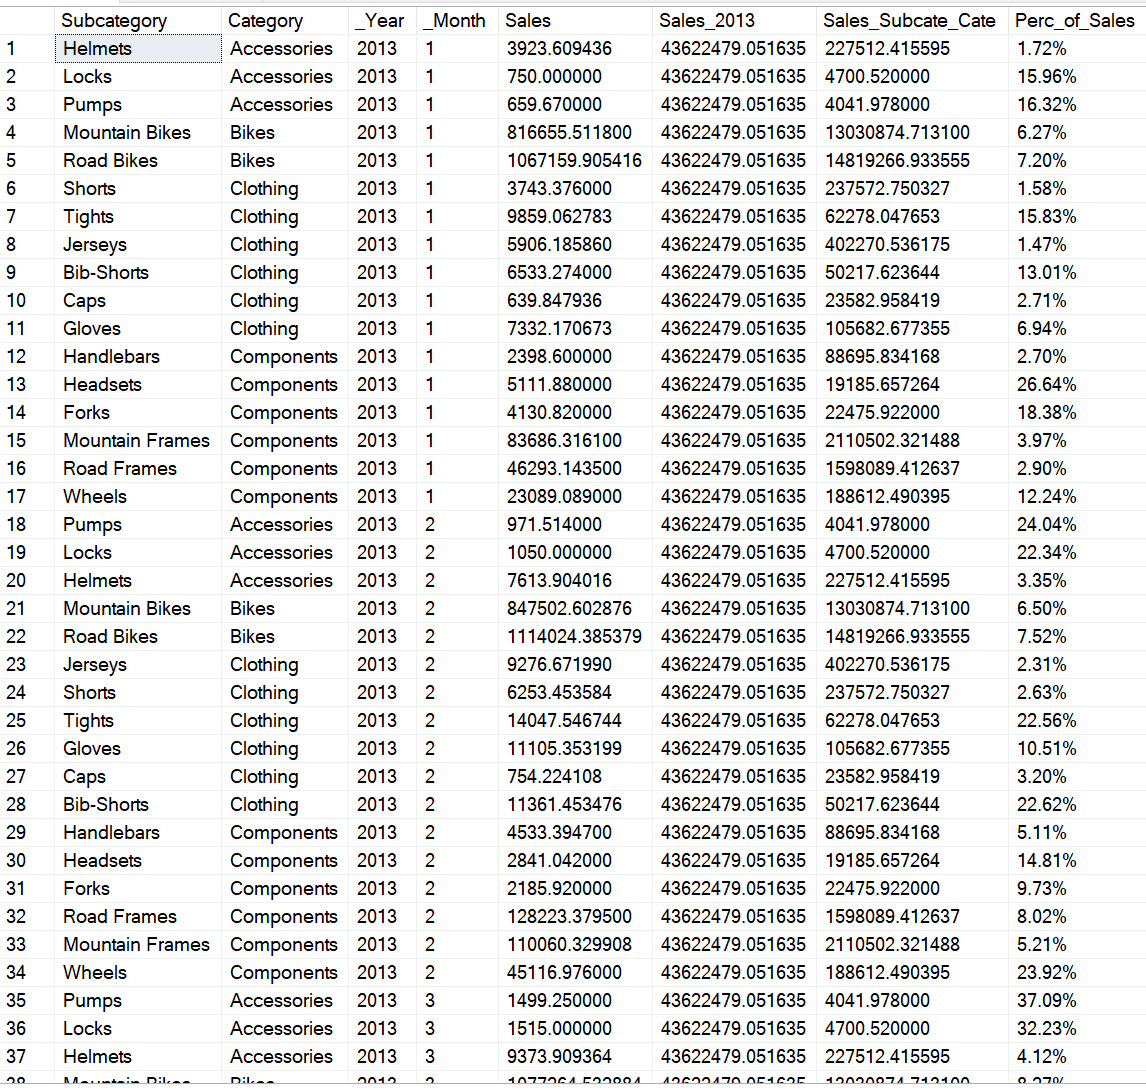 Subcategory Category _Year _Month Sales Sales_2013 Sales_Subcate_Cate Perc_of_Sales
1 Helmets Accessories 2013 1 3923.609436 43622479.051635 227512.415595 1.72%
2 Locks Accessories 2013 1 750.000000 43622479.051635 4700.520000 15.96%
3 Pumps Accessories 2013 1 659.670000 43622479.051635 4041.978000 16.32%
4 Mountain Bikes Bikes 2013 1 816655.511800 43622479.051635 13030874.713100 6.27%
5 Road Bikes Bikes 2013 1 1067159.905416 43622479.051635 14819266.933555 7.20%
6 Shorts Clothing 2013 1 3743.376000 43622479.051635 237572.750327 1.58%
7 Tights Clothing 2013 1 9859.062783 43622479.051635 62278.047653 15.83%
8 Jerseys Clothing 2013 1 5906.185860 43622479.051635 402270.536175 1.47%
9 Bib-Shorts Clothing 2013 1 6533.274000 43622479.051635 50217.623644 13.01%
10 Caps Clothing 2013 1 639.847936 43622479.051635 23582.958419 2.71%
11 Gloves Clothing 2013 1 7332.170673 43622479.051635 105682.677355 6.94%
12 Handlebars Components 2013 1 2398.600000 43622479.051635 88695.834168 2.70%
13 Headsets Components 2013 1 5111.880000 43622479.051635 19185.657264 26.64%
14 Forks Components 2013 1 4130.820000 43622479.051635 22475.922000 18.38%
15 Mountain Frames Components 2013 1 83686.316100 43622479.051635 2110502.321488 3.97%
16 Road Frames Components 2013 1 46293.143500 43622479.051635 1598089.412637 2.90%
17 Wheels Components 2013 1 23089.089000 43622479.051635 188612.490395 12.24%
18 Pumps Accessories 2013 2 971.514000 43622479.051635 4041.978000 24.04%
19 Locks Accessories 2013 2 1050.000000 43622479.051635 4700.520000 22.34%
20 Helmets Accessories 2013 2 7613.904016 43622479.051635 227512.415595 3.35%
21 Mountain Bikes Bikes 2013 2 847502.602876 43622479.051635 13030874.713100 6.50%
22 Road Bikes Bikes 2013 2 1114024.385379 43622479.051635 14819266.933555 7.52%
23 Jerseys Clothing 2013 2 9276.671990 43622479.051635 402270.536175 2.31%
24 Shorts Clothing 2013 2 6253.453584 43622479.051635 237572.750327 2.63%
25 Tights Clothing 2013 2 14047.546744 43622479.051635 62278.047653 22.56%
26 Gloves Clothing 2013 2 11105.353199 43622479.051635 105682.677355 10.51%
27 Caps Clothing 2013 2 754.224108 43622479.051635 23582.958419 3.20%
28 Bib-Shorts Clothing 2013 2 11361.453476 43622479.051635 50217.623644 22.62%
29 Handlebars Components 2013 2 4533.394700 43622479.051635 88695.834168 5.11%
30 Headsets Components 2013 2 2841.042000 43622479.051635 19185.657264 14.81%
31 Forks Components 2013 2 2185.920000 43622479.051635 22475.922000 9.73%
32 Road Frames Components 2013 2 128223.379500 43622479.051635 1598089.412637 8.02%
33 Mountain Frames Components 2013 2 110060.329908 43622479.051635 2110502.321488 5.21%
34 Wheels Components 2013 2 45116.976000 43622479.051635 188612.490395 23.92%
35 Pumps Accessories 2013 3 1499.250000 43622479.051635 4041.978000 37.09%
36 Locks Accessories 2013 3 1515.000000 43622479.051635 4700.520000 32.23%
37 Helmets Accessories 2013 3 9373.909364 43622479.051635 227512.415595 4.12%